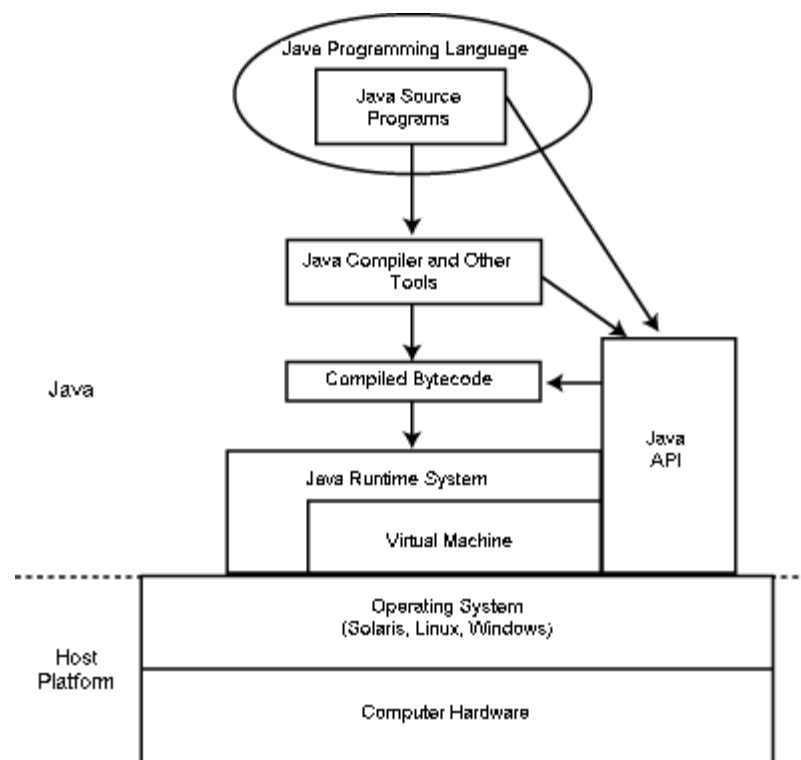 Java Programming Language
Java Source
Programs
Java Compiler and Other
Tools
Compiled Bytecode
Java
Java
API
Java Runtime System
Virtual Machine
Operating System
(Solaris, Linux, Windows)
Host
Platform
Computer Hardware